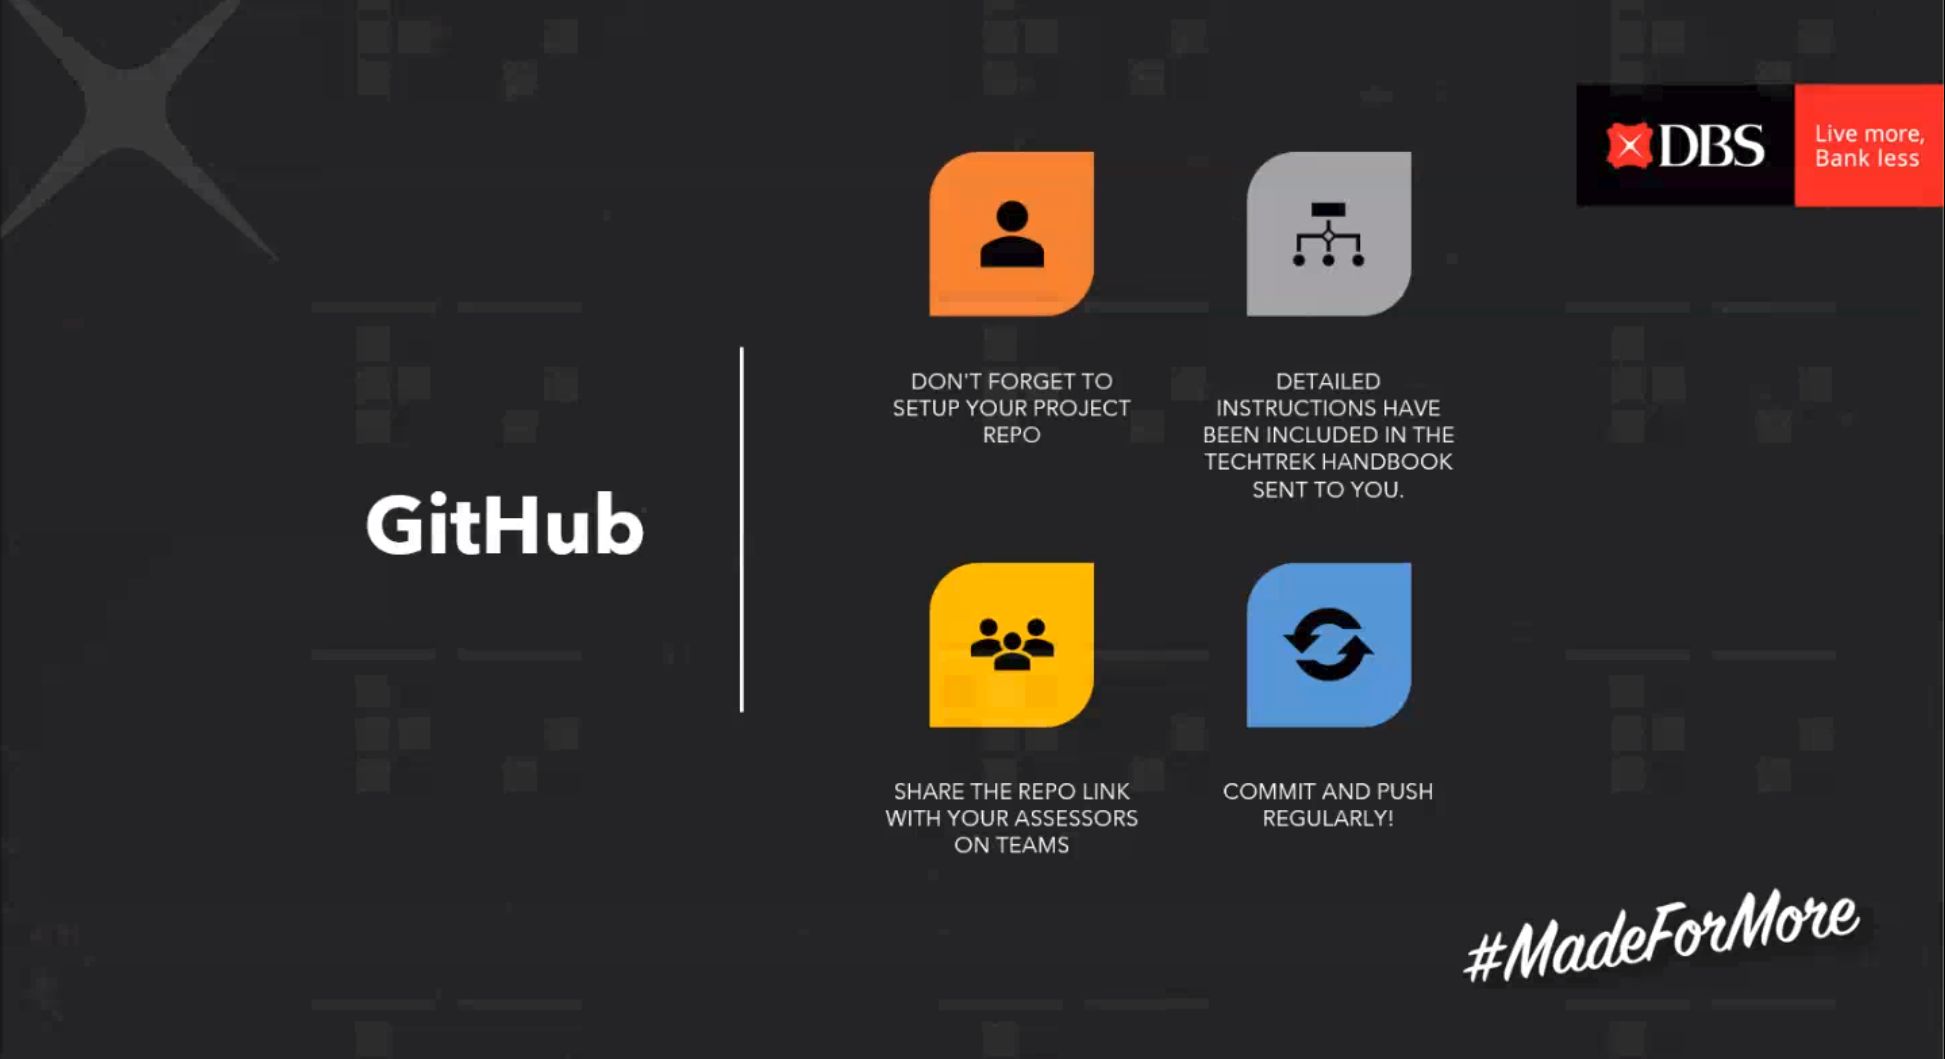 DBS
Live more,
Bank less
GitHub
DON'T FORGET TO
SETUP YOUR PROJECT
REPO
DETAILED
INSTRUCTIONS HAVE
BEEN INCLUDED IN THE
TECHTREK HANDBOOK
SENT TO YOU.
SHARE THE REPO LINK
WITH YOUR ASSESSORS
ON TEAMS
COMMIT AND PUSH
REGULARLY!
#MadeForMore